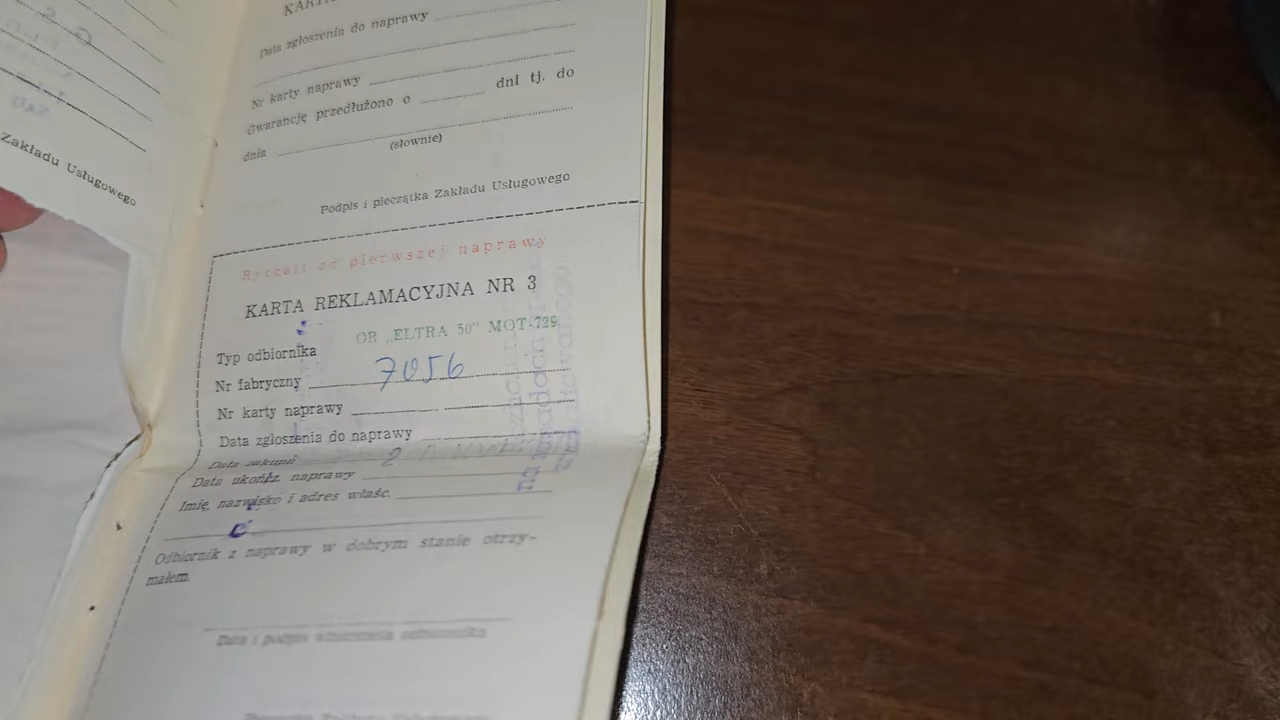 Zakładu Usługowego
KARTA
Data zgłoszenia do naprawy
Nr karty naprawy
Gwarancję przedłużono o dni tj. do
dnia
(słownie)
Podpis i pieczątka Zakładu Usługowego
Ryczałt od pierwszej naprawy
KARTA REKLAMACYJNA NR 3
OR „ELTRA 50" MOT-729
Typ odbiornika
Nr fabryczny 7056
Nr karty naprawy
Data zgłoszenia do naprawy
Data zakupu 2
Data ukończ. naprawy
Imię, nazwisko i adres właśc.
Odbiornik z naprawy w dobrym stanie otrzy-
małem.
Data i podpis właściciela odbiornika